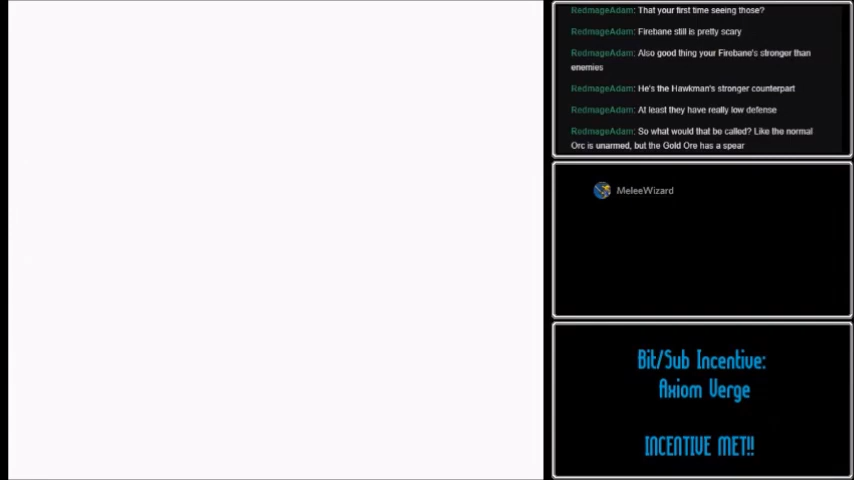 RedmageAdam: That your first time seeing those?
RedmageAdam: Firebane still is pretty scary
RedmageAdam: Also good thing your Firebane's stronger than
enemies
RedmageAdam: He's the Hawkman's stronger counterpart
RedmageAdam: At least they have really low defense
RedmageAdam: So what would that be called? Like the normal
Orc is unarmed, but the Gold Orc has a spear
MeleeWizard
Bit/Sub Incentive:
Axiom Verge
INCENTIVE MET!!